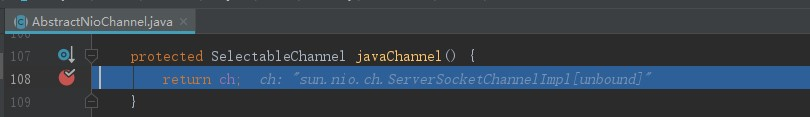 AbstractNioChannel.java ×
107 protected SelectableChannel javaChannel() {
108 return ch; ch: "sun.nio.ch.ServerSocketChannelImpl[unbound]"
109 }